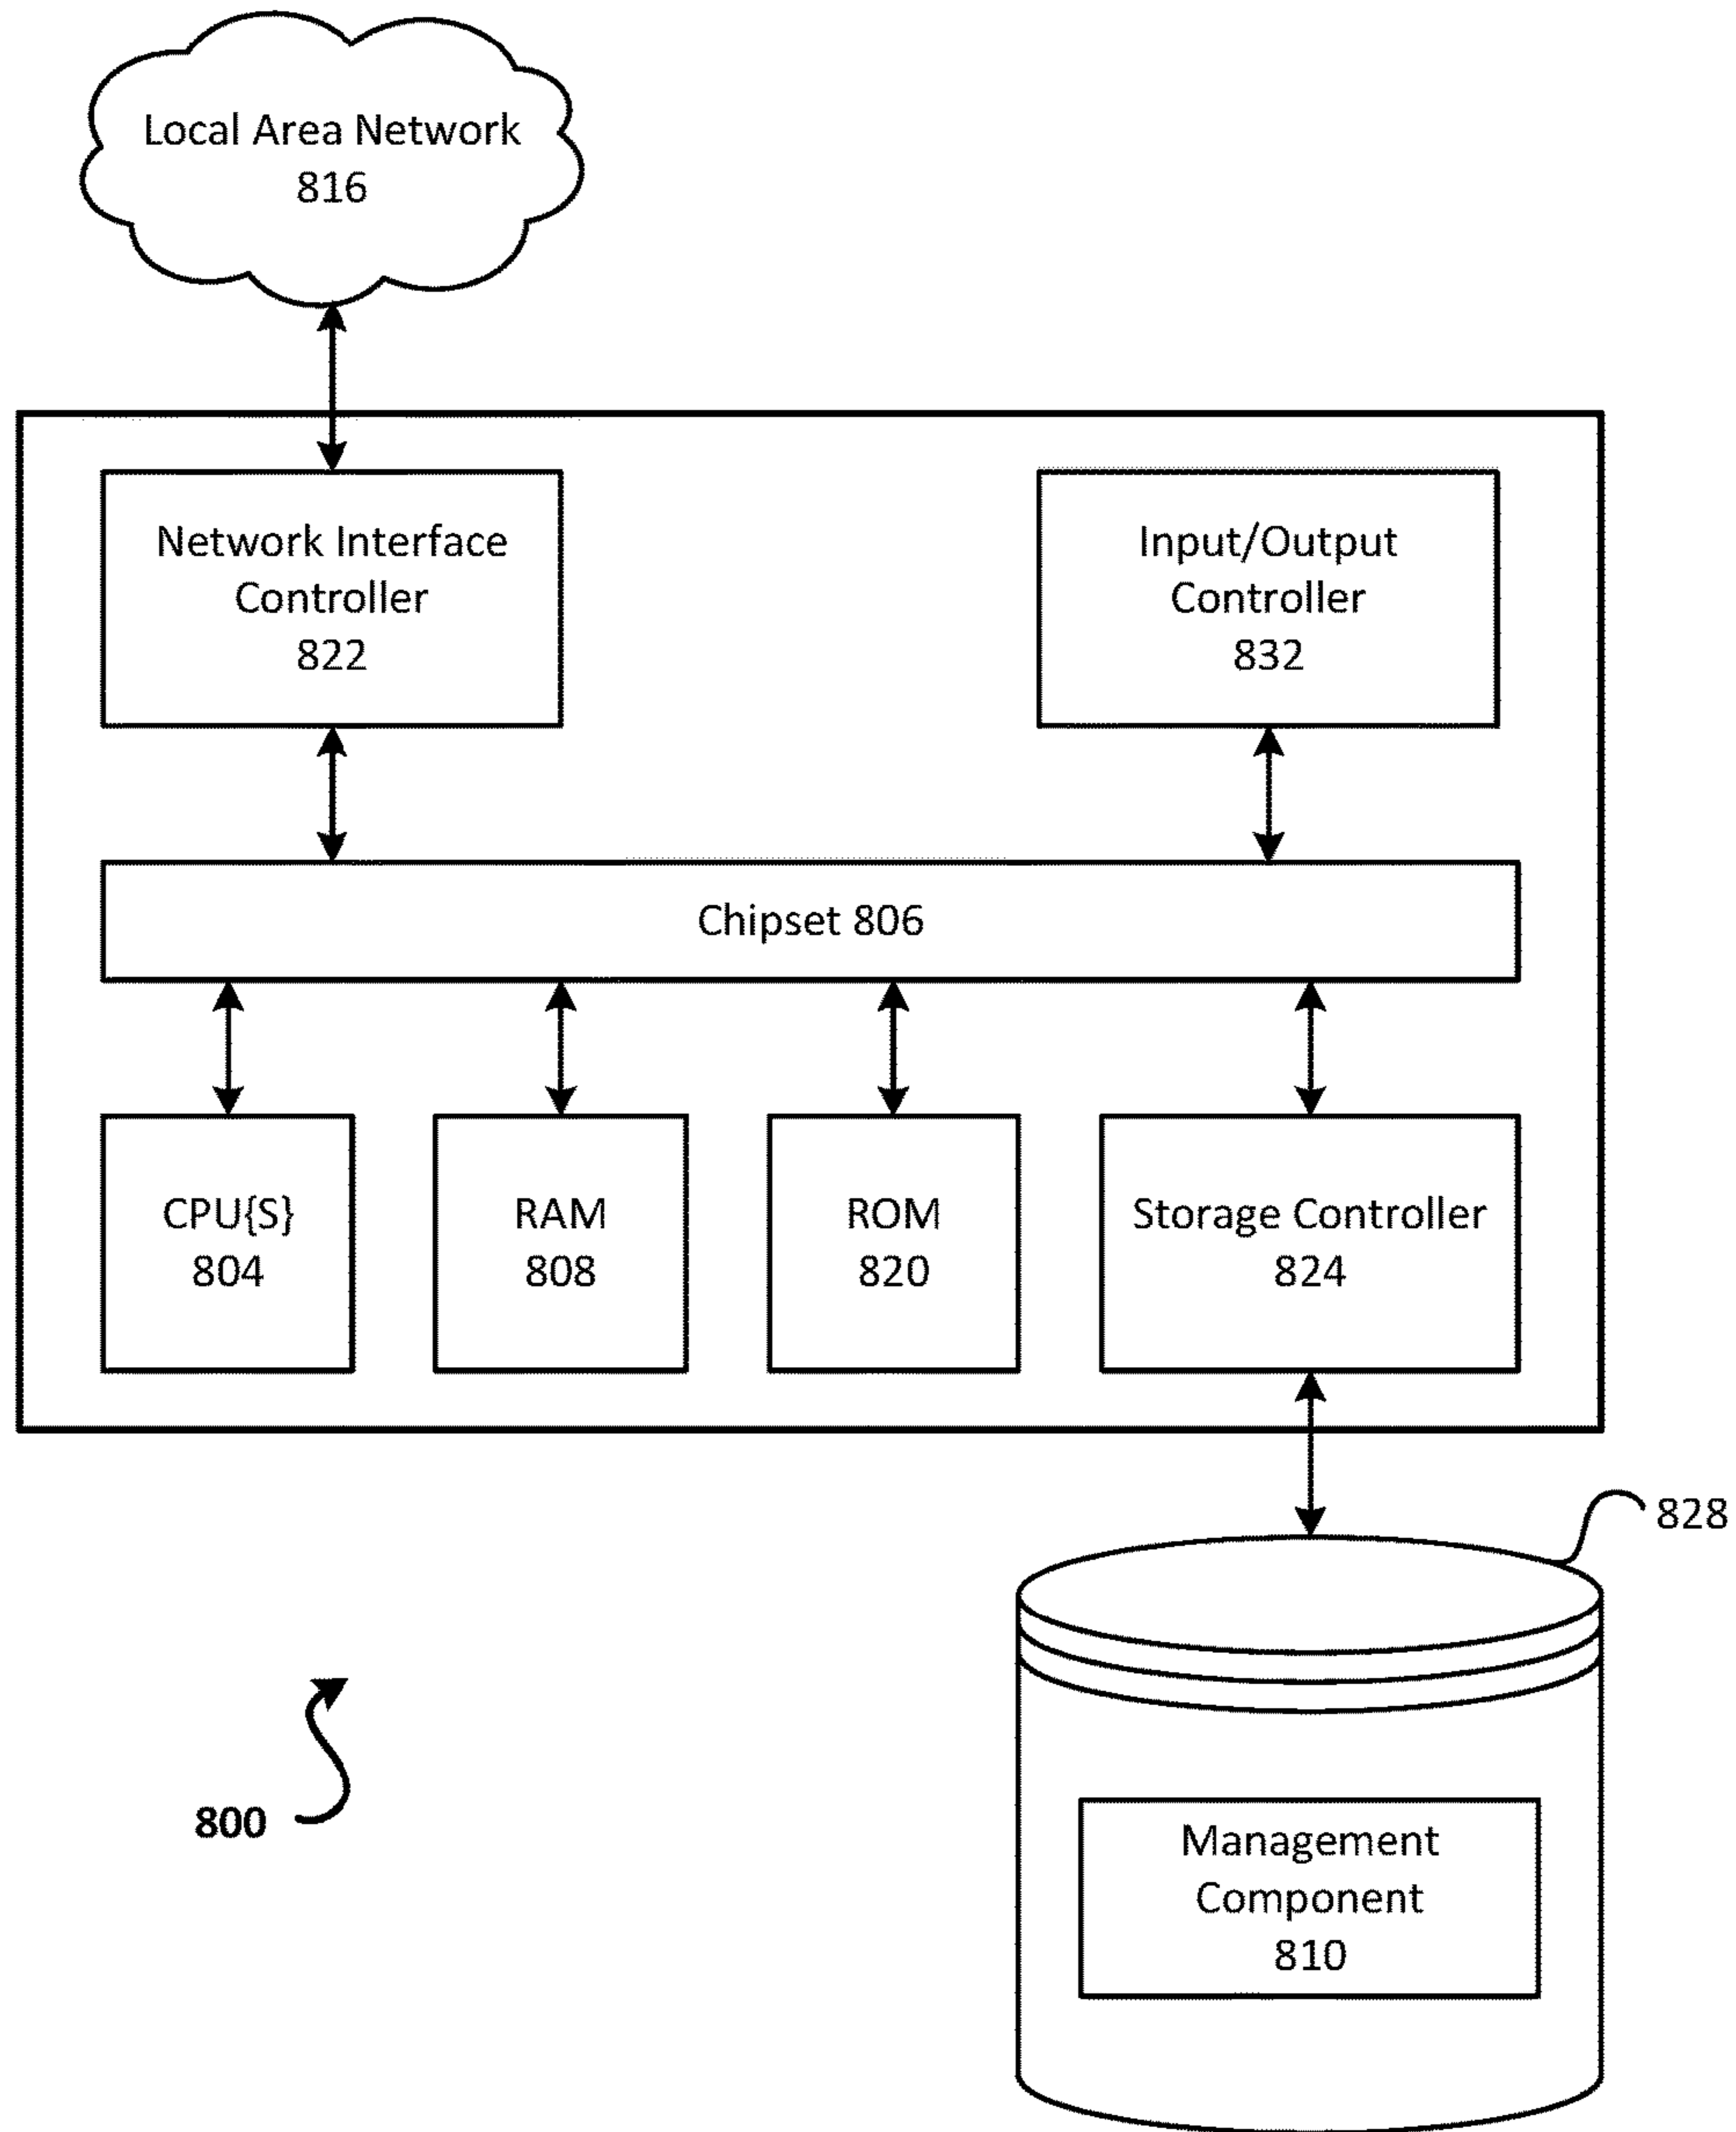 Local Area Network
816
Network Interface
Controller
822
Input/Output
Controller
832
Chipset 806
CPU{S}
804
RAM
808
ROM
820
Storage Controller
824
828
800
Management
Component
810